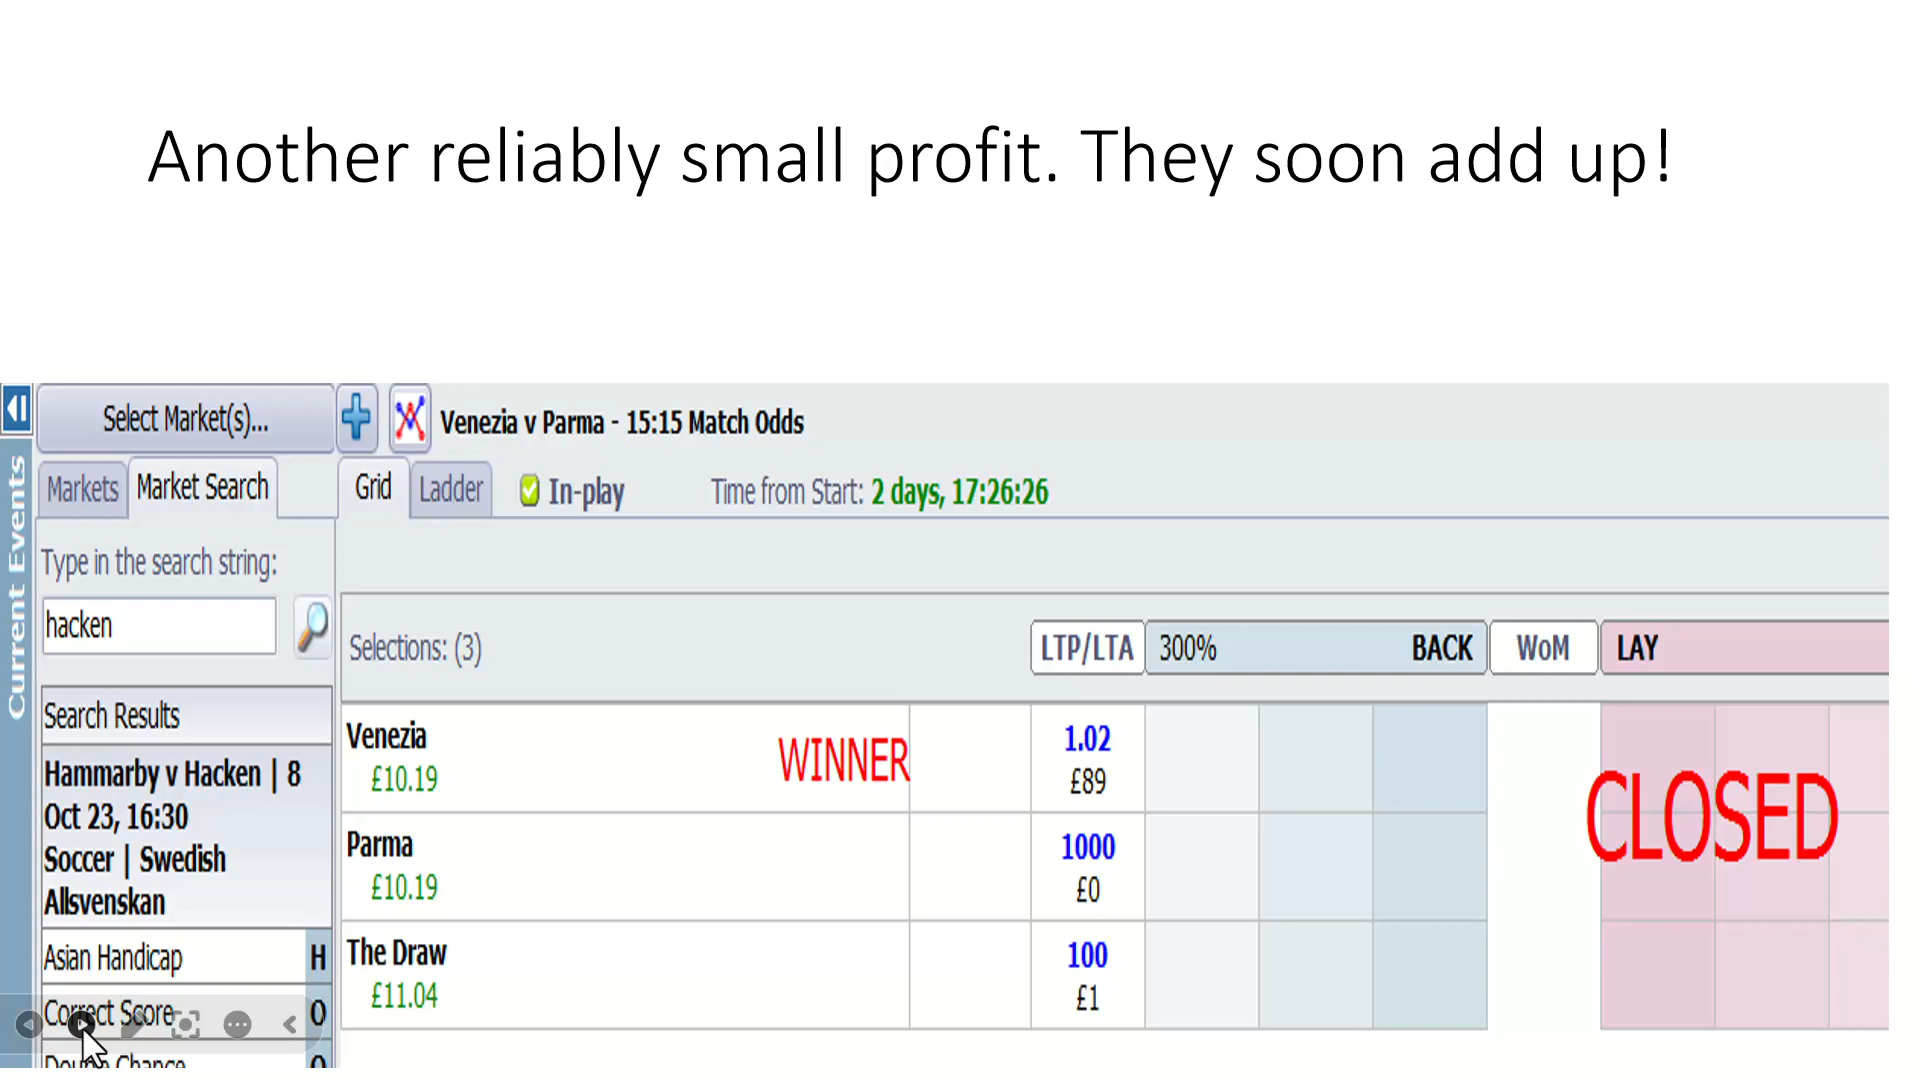 Another reliably small profit. They soon add up!
Select Market(s)...
Venezia v Parma - 15:15 Match Odds
Markets
Market Search
Grid
Ladder
In-play
Time from Start: 2 days, 17:26:26
Current Events
Type in the search string:
hacken
Selections: (3)
LTP/LTA
300%
BACK
WoM
LAY
Search Results
Hammarby v Hacken | 8
Oct 23, 16:30
Soccer | Swedish
Allsvenskan
Asian Handicap
H
Correct Score
O
Double Chance
O
Venezia
£10.19
WINNER
1.02
£89
Parma
£10.19
1000
£0
The Draw
£11.04
100
£1
CLOSED